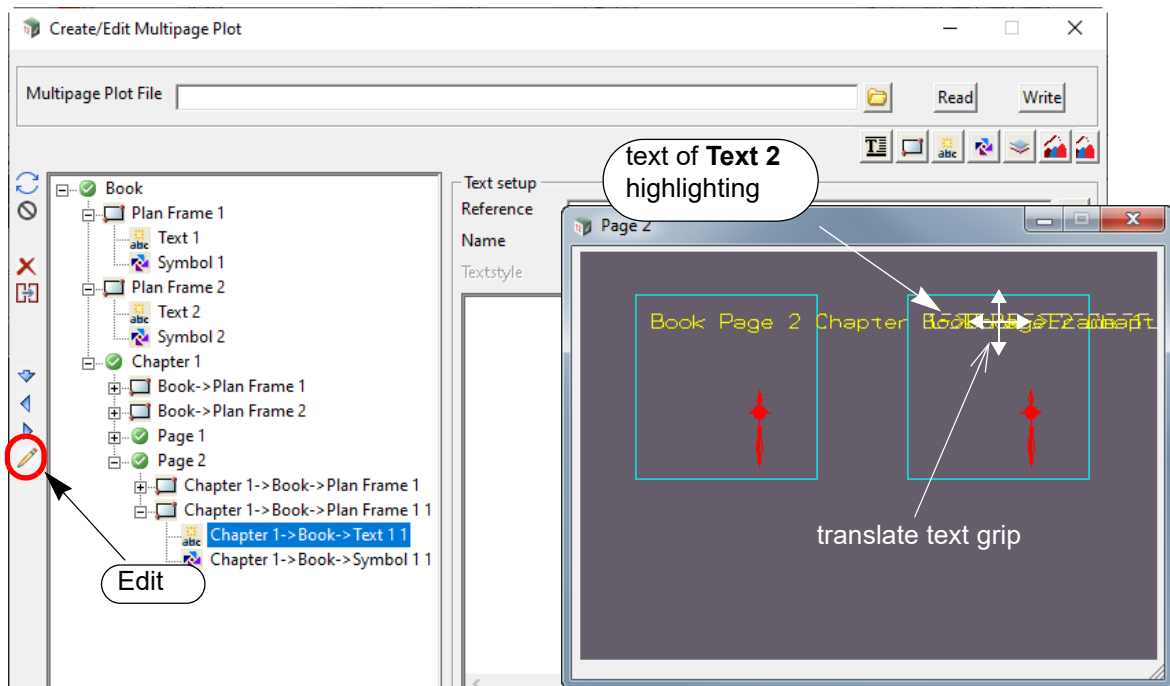 Create/Edit Multipage Plot
Multipage Plot File
Read
Write
text of Text 2
highlighting
Book
Plan Frame 1
Text 1
Symbol 1
Plan Frame 2
Text 2
Symbol 2
Chapter 1
Book->Plan Frame 1
Book->Plan Frame 2
Page 1
Page 2
Chapter 1->Book->Plan Frame 1
Chapter 1->Book->Plan Frame 1 1
Chapter 1->Book->Text 1 1
Chapter 1->Book->Symbol 1 1
Edit
Text setup
Reference
Name
Textstyle
Page 2
Book Page 2 Chapter
translate text grip